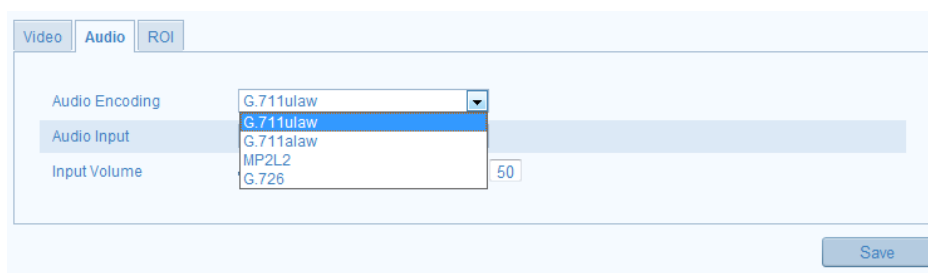 Video Audio ROI
Audio Encoding G.711ulaw
G.711ulaw
Audio Input
G.711alaw
MP2L2
Input Volume 50
G.726
Save